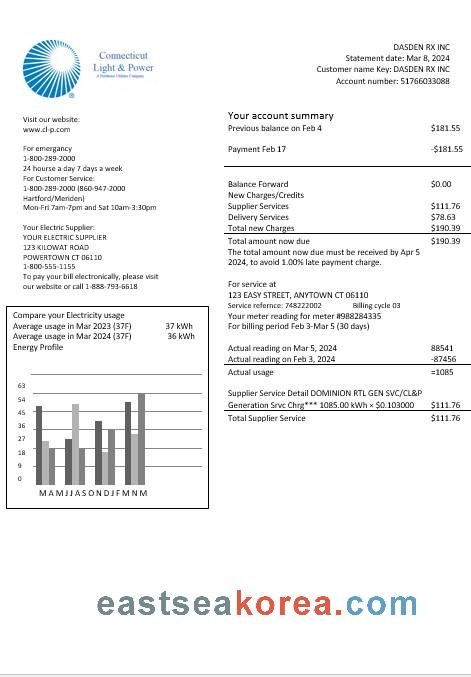 Connecticut
Light & Power
A Northeast Utilities Company
DASDEN RX INC
Statement date: Mar 8, 2024
Customer name Key: DASDEN RX INC
Account number: 51766033088
Visit our website:
www.cl-p.com
For emergancy
1-800-289-2000
24 hourse a day 7 days a week
For Customer Service:
1-800-289-2000 (860-947-2000
Hartford/Meriden)
Mon-Fri 7am-7pm and Sat 10am-3:30pm
Your Electric Supplier:
YOUR ELECTRIC SUPPLIER
123 KILOWAT ROAD
POWERTOWN CT 06110
1-800-555-1155
To pay your bill electronically, please visit
our website or call 1-888-793-6618
Compare your Electricity usage
Average usage in Mar 2023 (37F) 37 kWh
Average usage in Mar 2024 (37F) 36 kWh
Energy Profile
63
54
45
36
27
18
9
0
M A M J J A S O N D J F M N M
Your account summary
Previous balance on Feb 4 $181.55
Payment Feb 17 -$181.55
Balance Forward $0.00
New Charges/Credits
Supplier Services $111.76
Delivery Services $78.63
Total new Charges $190.39
Total amount now due $190.39
The total amount now due must be received by Apr 5
2024, to avoid 1.00% late payment charge.
For service at
123 EASY STREET, ANYTOWN CT 06110
Service refernce: 748222002 Billing cycle 03
Your meter reading for meter #988284335
For billing period Feb 3-Mar 5 (30 days)
Actual reading on Mar 5, 2024 88541
Actual reading on Feb 3, 2024 -87456
Actual usage =1085
Supplier Service Detail DOMINION RTL GEN SVC/CL&P
Generation Srvc Chrg*** 1085.00 kWh × $0.103000 $111.76
Total Supplier Service $111.76
eastseakorea.com